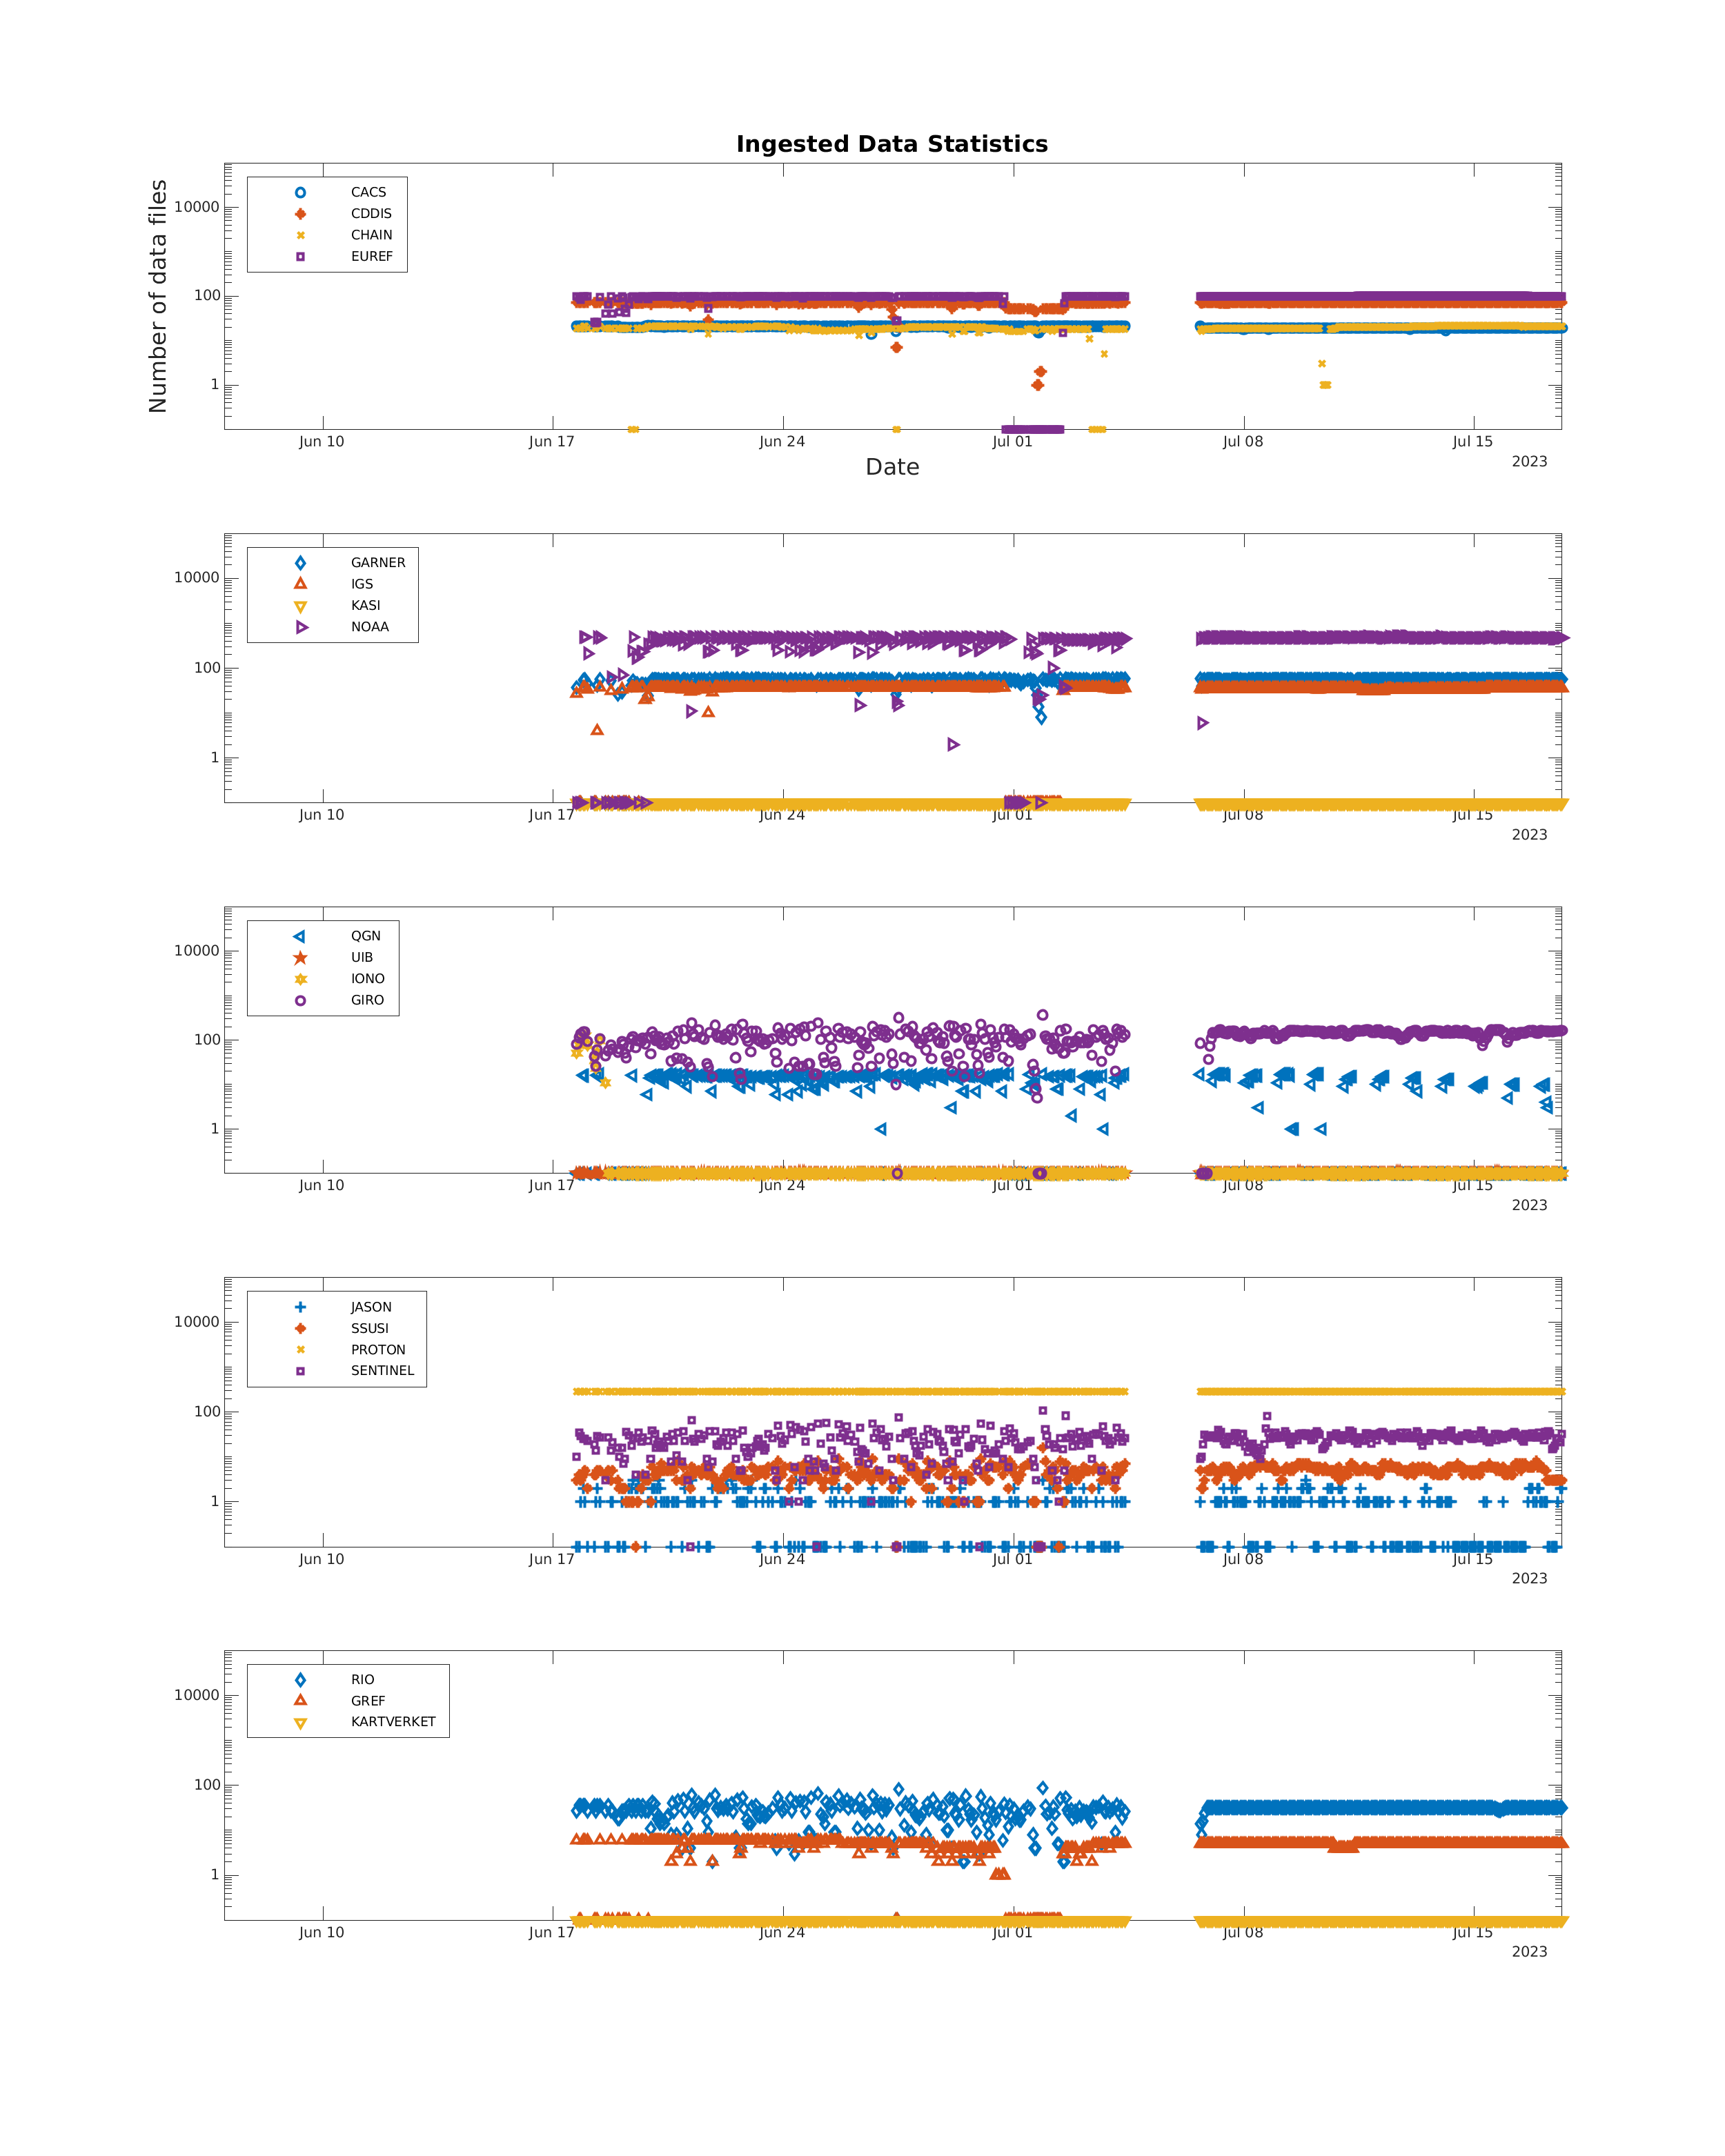 Ingested Data Statistics
Number of data files
CACS
CDDIS
CHAIN
EUREF
10000
100
1
Jun 10 Jun 17 Jun 24 Jul 01 Jul 08 Jul 15
2023
Date
GARNER
IGS
KASI
NOAA
10000
100
1
Jun 10 Jun 17 Jun 24 Jul 01 Jul 08 Jul 15
2023
QGN
UIB
IONO
GIRO
10000
100
1
Jun 10 Jun 17 Jun 24 Jul 01 Jul 08 Jul 15
2023
JASON
SSUSI
PROTON
SENTINEL
10000
100
1
Jun 10 Jun 17 Jun 24 Jul 01 Jul 08 Jul 15
2023
RIO
GREF
KARTVERKET
10000
100
1
Jun 10 Jun 17 Jun 24 Jul 01 Jul 08 Jul 15
2023